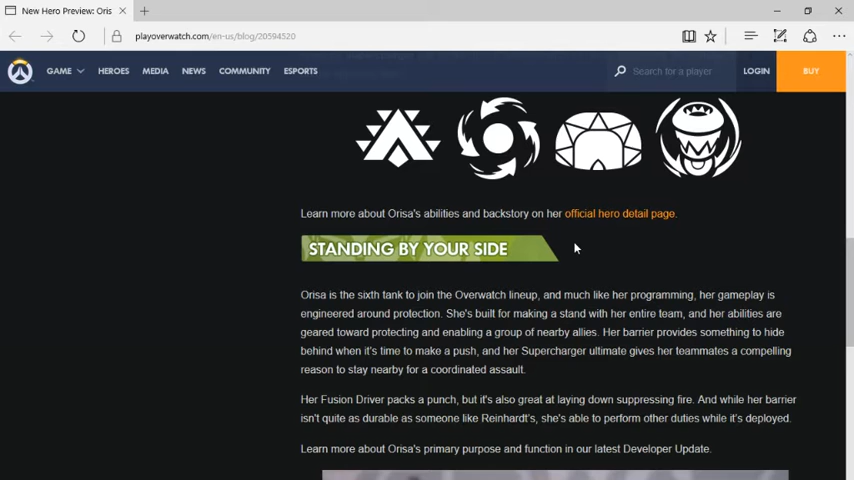 New Hero Preview: Oris
playoverwatch.com/en-us/blog/20594520
GAME HEROES MEDIA NEWS COMMUNITY ESPORTS Search for a player LOGIN BUY
Learn more about Orisa's abilities and backstory on her official hero detail page.
STANDING BY YOUR SIDE
Orisa is the sixth tank to join the Overwatch lineup, and much like her programming, her gameplay is
engineered around protection. She's built for making a stand with her entire team, and her abilities are
geared toward protecting and enabling a group of nearby allies. Her barrier provides something to hide
behind when it's time to make a push, and her Supercharger ultimate gives her teammates a compelling
reason to stay nearby for a coordinated assault.
Her Fusion Driver packs a punch, but it's also great at laying down suppressing fire. And while her barrier
isn't quite as durable as someone like Reinhardt's, she's able to perform other duties while it's deployed.
Learn more about Orisa's primary purpose and function in our latest Developer Update.